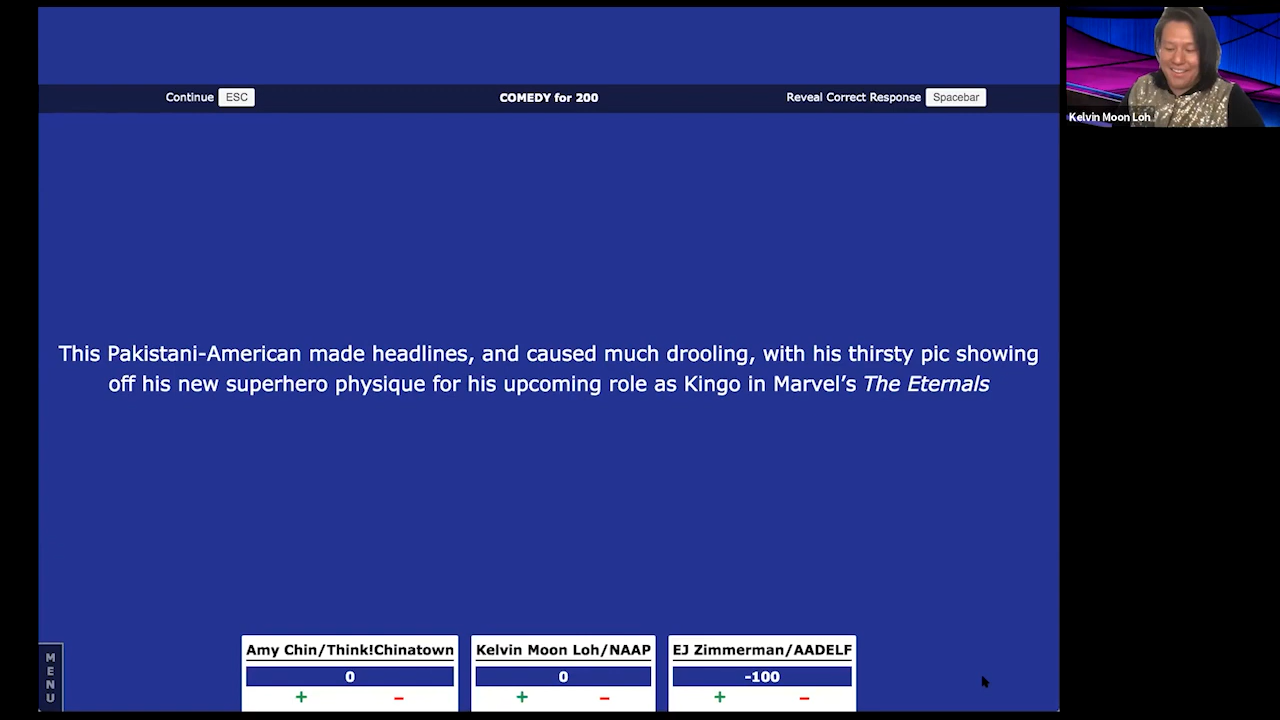 Continue ESC COMEDY for 200 Reveal Correct Response Spacebar
Kelvin Moon Loh
This Pakistani-American made headlines, and caused much drooling, with his thirsty pic showing
off his new superhero physique for his upcoming role as Kingo in Marvel’s The Eternals
MENU
Amy Chin/Think!Chinatown Kelvin Moon Loh/NAAP EJ Zimmerman/AADELF
0 0 -100
+ − + − + −